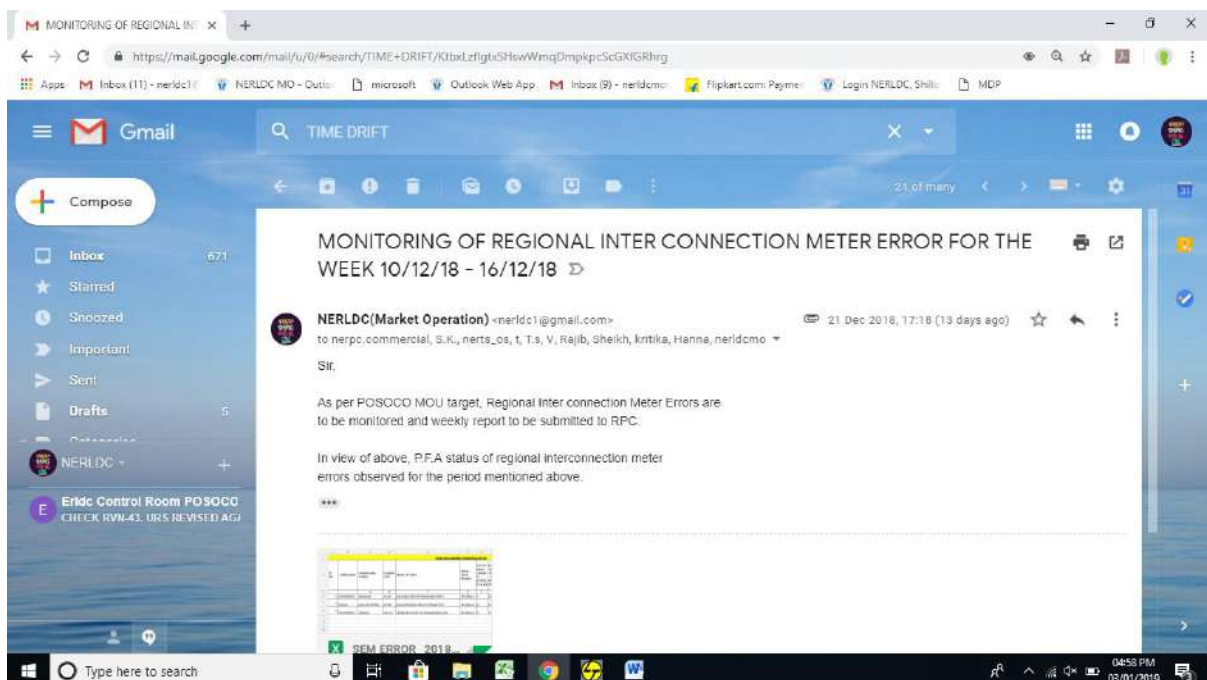 MONITORING OF REGIONAL INT
https://mail.google.com/mail/u/0/#search/TIME+DRIFT/
Apps Inbox (11) - nerldc1 NERLDC MO - Outlo microsoft Outlook Web App Inbox (9) - nerldcmo Flipkart.com: Paymen Login NERLDC, Shillo MDP
Gmail
TIME DRIFT
21 of many
Compose
MONITORING OF REGIONAL INTER CONNECTION METER ERROR FOR THE
WEEK 10/12/18 - 16/12/18
Inbox 671
Starred
Snoozed
Important
Sent
Drafts 5
Categories
NERLDC
Erldc Control Room POSOCO
CHECK RVN-43. URS REVISED AGA
NERLDC(Market Operation) <nerldc1@gmail.com>
21 Dec 2018, 17:18 (13 days ago)
to nerpc.commercial, S.K., nerts_os, t, T.s, V, Rajib, Sheikh, kritika, Hanna, nerldcmo
Sir,
As per POSOCO MOU target, Regional Inter connection Meter Errors are
to be monitored and weekly report to be submitted to RPC.
In view of above, P.F.A status of regional interconnection meter
errors observed for the period mentioned above.
SEM ERROR_2018...
Type here to search
04:58 PM
03/01/2019